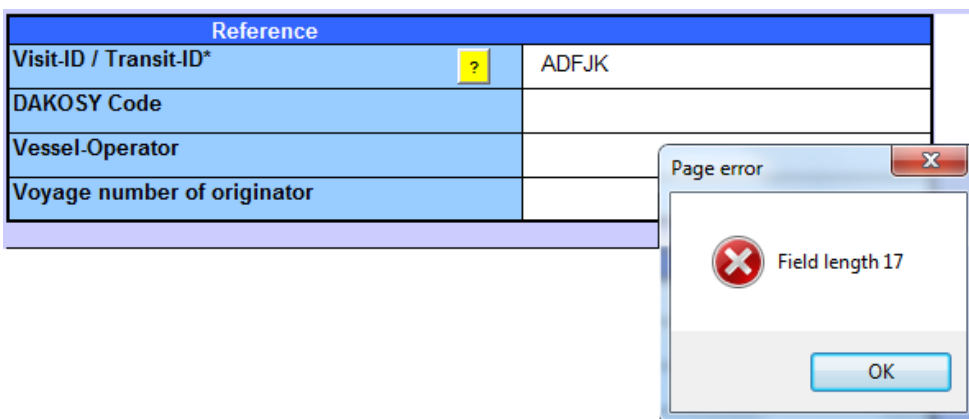 Reference
Visit-ID / Transit-ID* ? ADFJK
DAKOSY Code
Vessel-Operator
Voyage number of originator
Page error
Field length 17
OK